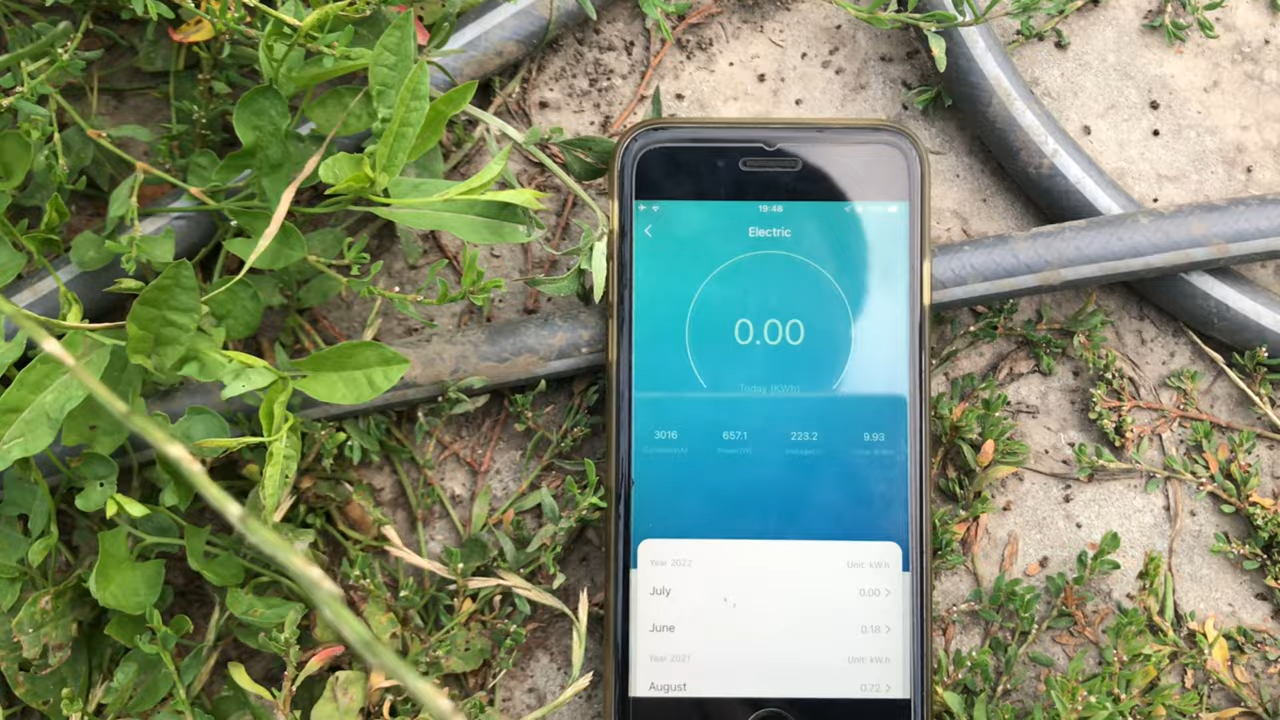 19:48
Electric
0.00
Today (KWh)
3016 657.1 223.2 9.93
Year 2022 Unit: kW.h
July 0.00
June 0.18
Year 2021 Unit: kW.h
August 0.72